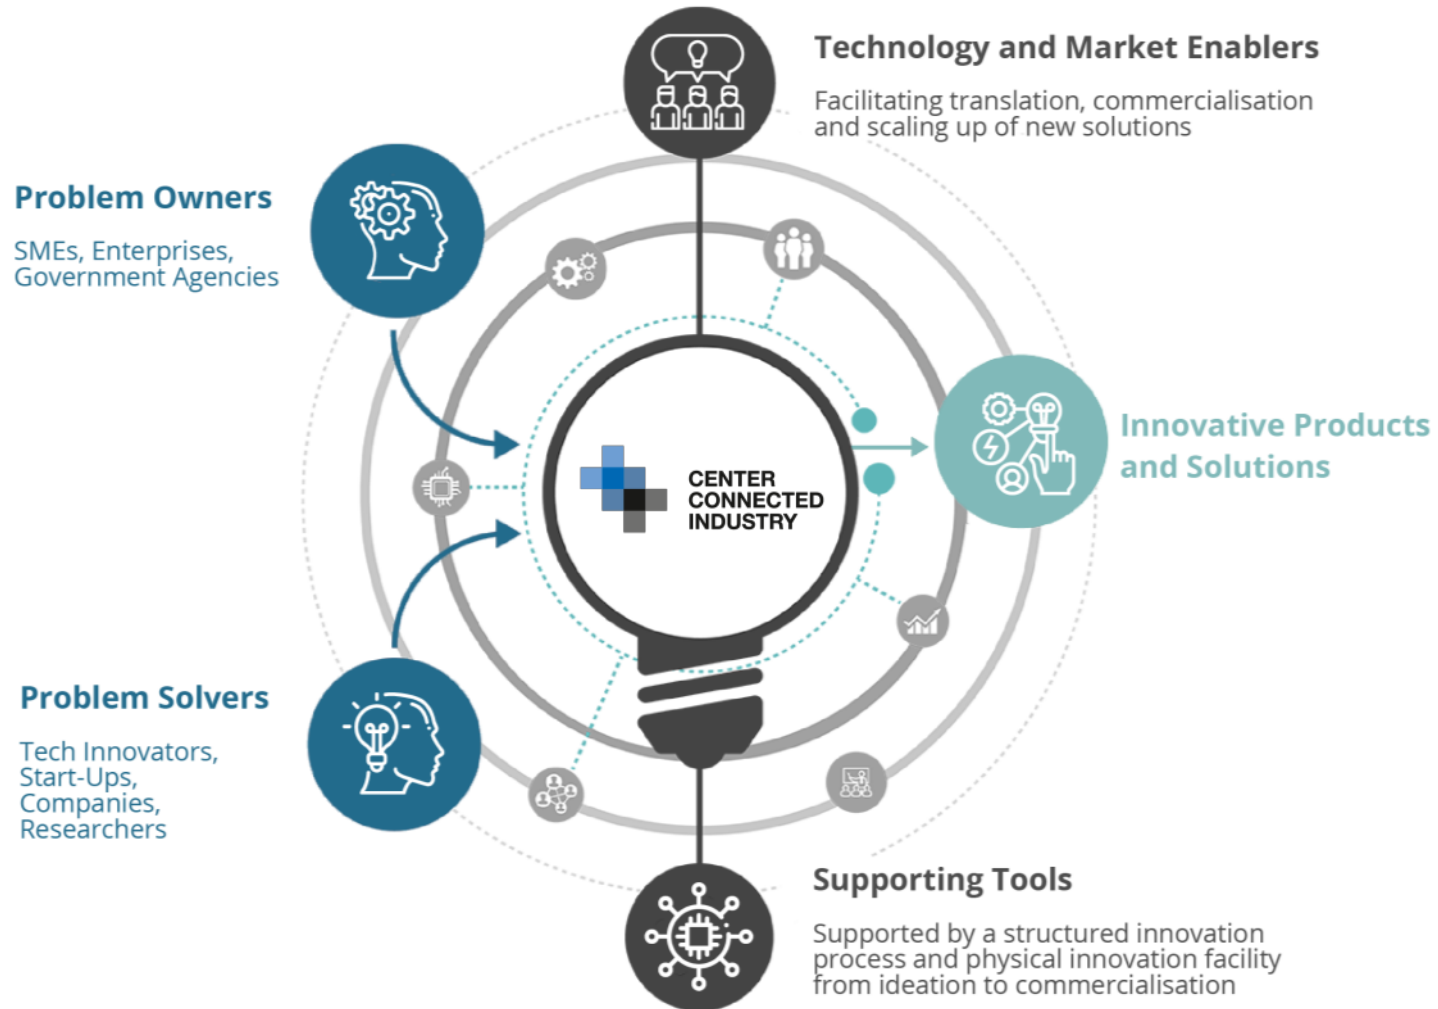 Technology and Market Enablers
Facilitating translation, commercialisation
and scaling up of new solutions
Problem Owners
SMEs, Enterprises,
Government Agencies
Innovative Products
and Solutions
CENTER
CONNECTED
INDUSTRY
Problem Solvers
Tech Innovators,
Start-Ups,
Companies,
Researchers
Supporting Tools
Supported by a structured innovation
process and physical innovation facility
from ideation to commercialisation